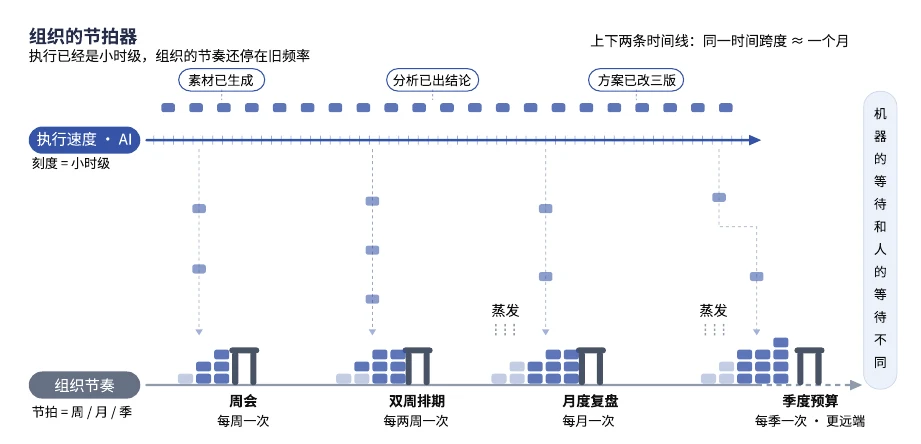 组织的节拍器
执行已经是小时级，组织的节奏还停在旧频率
上下两条时间线：同一时间跨度 ≈ 一个月
素材已生成
分析已出结论
方案已改三版
执行速度 · AI
刻度 = 小时级
机器的等待和人的等待不同
蒸发
蒸发
组织节奏
节拍 = 周 / 月 / 季
周会
每周一次
双周排期
每两周一次
月度复盘
每月一次
季度预算
每季一次 · 更远端